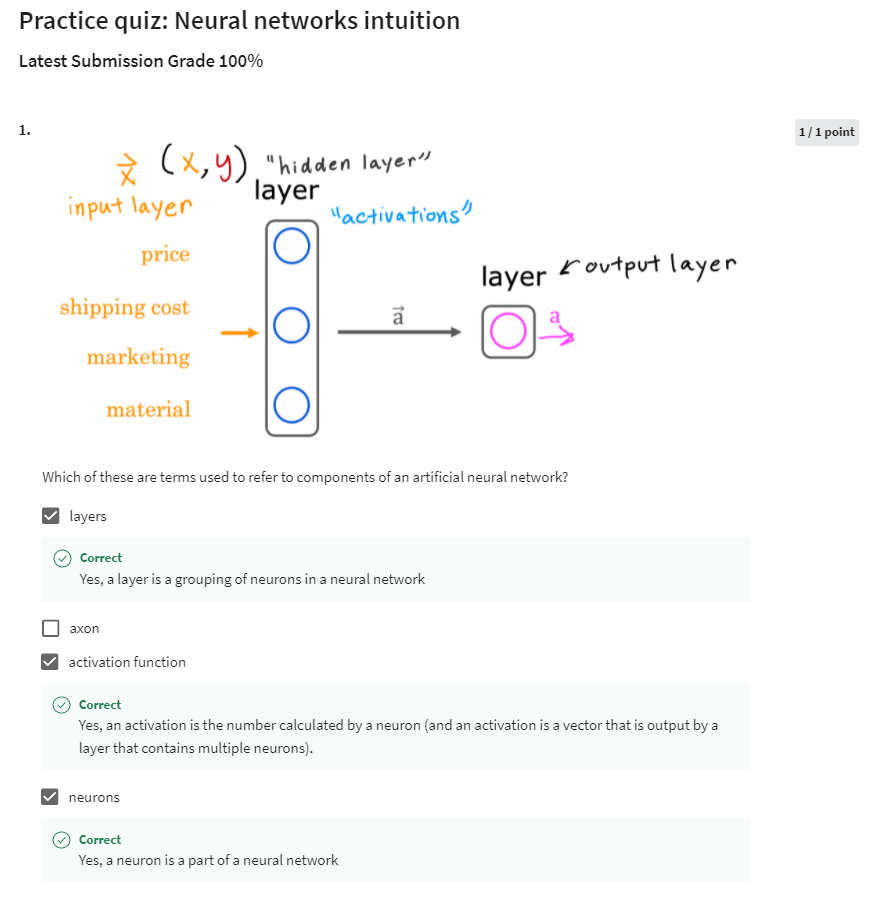 Practice quiz: Neural networks intuition
Latest Submission Grade 100%
1.
1 / 1 point
x⃗ (x,y) "hidden layer"
input layer
layer
"activations"
price
layer ← output layer
shipping cost
a⃗
a
marketing
material
Which of these are terms used to refer to components of an artificial neural network?
layers
Correct
Yes, a layer is a grouping of neurons in a neural network
axon
activation function
Correct
Yes, an activation is the number calculated by a neuron (and an activation is a vector that is output by a
layer that contains multiple neurons).
neurons
Correct
Yes, a neuron is a part of a neural network